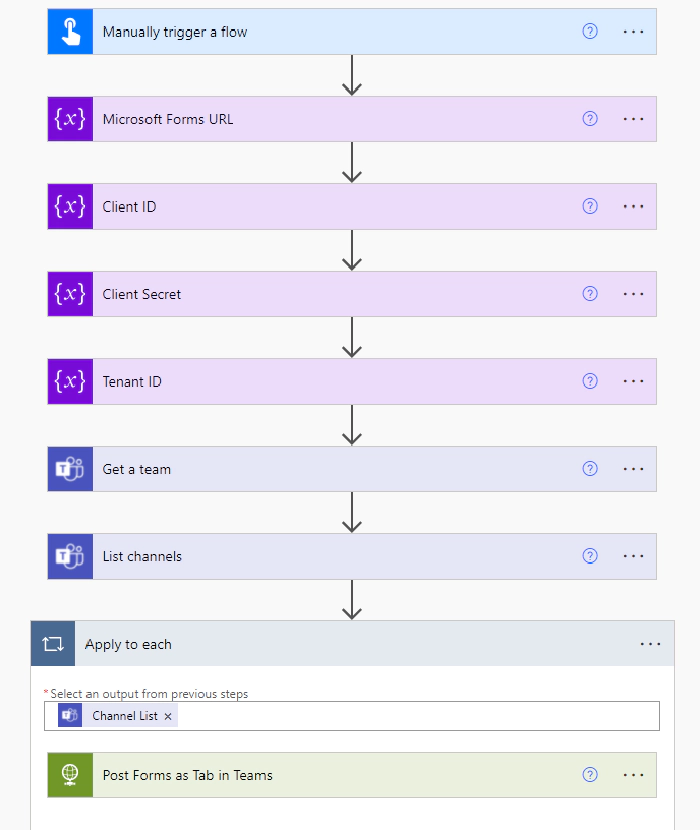 Manually trigger a flow
{x} Microsoft Forms URL
{x} Client ID
{x} Client Secret
{x} Tenant ID
T Get a team
T List channels
Apply to each
*Select an output from previous steps
T Channel List ×
Post Forms as Tab in Teams